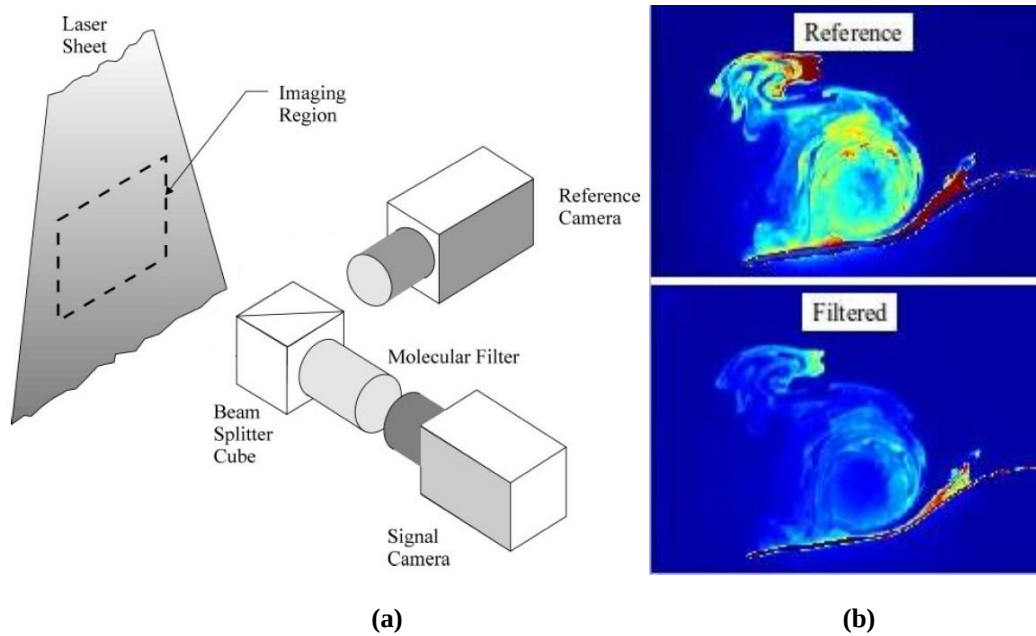 Laser
Sheet
Imaging
Region
Reference
Camera
Molecular Filter
Beam
Splitter
Cube
Signal
Camera
(a)
Reference
Filtered
(b)